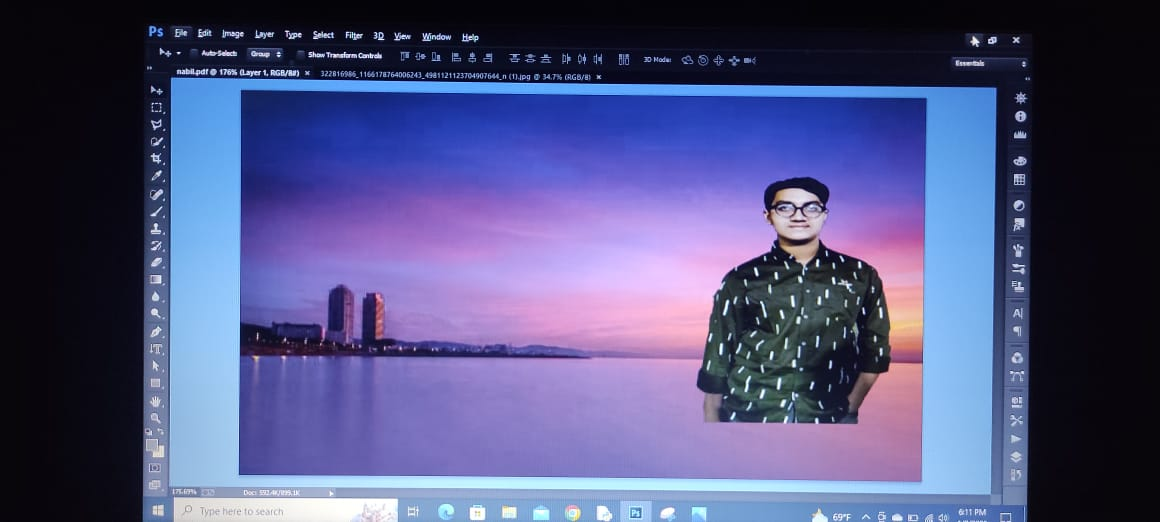 Ps File Edit Image Layer Type Select Filter 3D View Window Help
Auto-Select: Group Show Transform Controls 3D Mode: Essentials
nabil.pdf @ 176% (Layer 1, RGB/8#) × 322816986_1166178764006243_4981121123704907644_n (1).jpg @ 34.7% (RGB/8) ×
175.69% Doc: 592.4K/899.1K
Type here to search Ps 69°F 6:11 PM